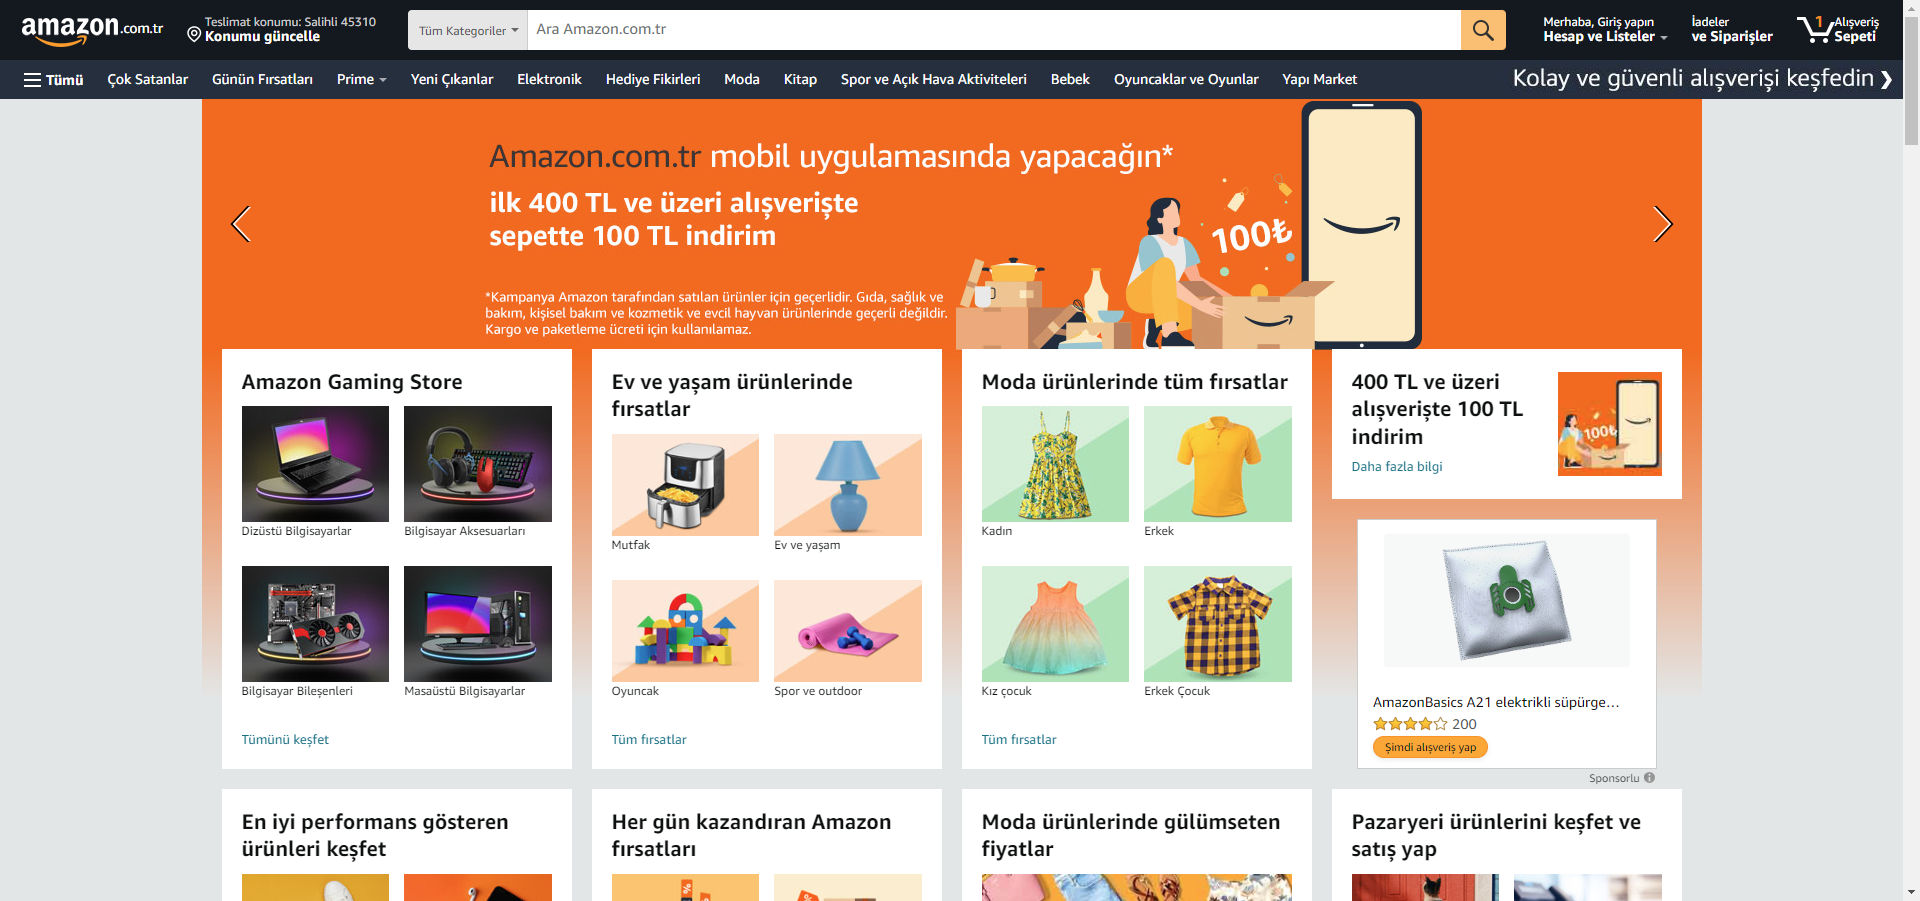 amazon.com.tr
Teslimat konumu: Salihli 45310
Konumu güncelle
Tüm Kategoriler
Ara Amazon.com.tr
Merhaba, Giriş yapın
Hesap ve Listeler
İadeler
ve Siparişler
1
Alışveriş
Sepeti
Tümü
Çok Satanlar
Günün Fırsatları
Prime
Yeni Çıkanlar
Elektronik
Hediye Fikirleri
Moda
Kitap
Spor ve Açık Hava Aktiviteleri
Bebek
Oyuncaklar ve Oyunlar
Yapı Market
Kolay ve güvenli alışverişi keşfedin
Amazon.com.tr mobil uygulamasında yapacağın*
ilk 400 TL ve üzeri alışverişte
sepette 100 TL indirim
100₺
*Kampanya Amazon tarafından satılan ürünler için geçerlidir. Gıda, sağlık ve
bakım, kişisel bakım ve kozmetik ve evcil hayvan ürünlerinde geçerli değildir.
Kargo ve paketleme ücreti için kullanılamaz.
Amazon Gaming Store
Dizüstü Bilgisayarlar
Bilgisayar Aksesuarları
Bilgisayar Bileşenleri
Masaüstü Bilgisayarlar
Tümünü keşfet
Ev ve yaşam ürünlerinde
fırsatlar
Mutfak
Ev ve yaşam
Oyuncak
Spor ve outdoor
Tüm fırsatlar
Moda ürünlerinde tüm fırsatlar
Kadın
Erkek
Kız çocuk
Erkek Çocuk
Tüm fırsatlar
400 TL ve üzeri
alışverişte 100 TL
indirim
Daha fazla bilgi
100₺
AmazonBasics A21 elektrikli süpürge…
200
Şimdi alışveriş yap
Sponsorlu
En iyi performans gösteren
ürünleri keşfet
Her gün kazandıran Amazon
fırsatları
Moda ürünlerinde gülümseten
fiyatlar
Pazaryeri ürünlerini keşfet ve
satış yap